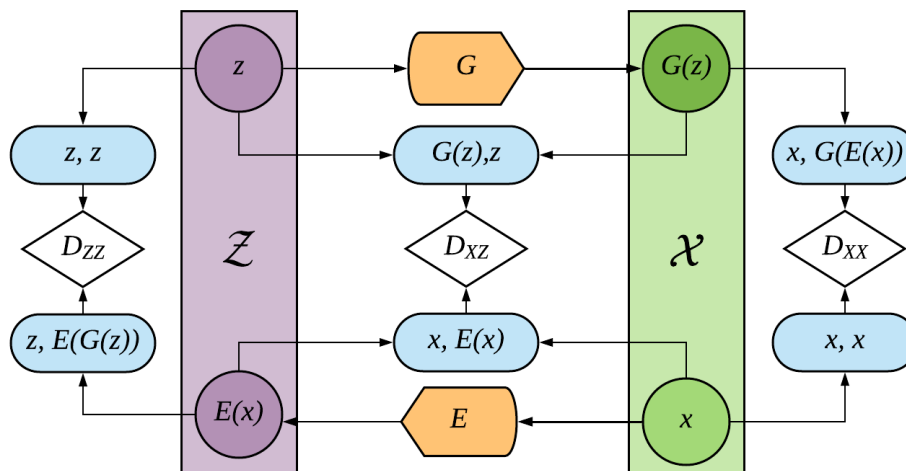 z
G
G(z)
z, z
G(z),z
x, G(E(x))
D_ZZ
𝒵
D_XZ
𝒳
D_XX
z, E(G(z))
x, E(x)
x, x
E(x)
E
x